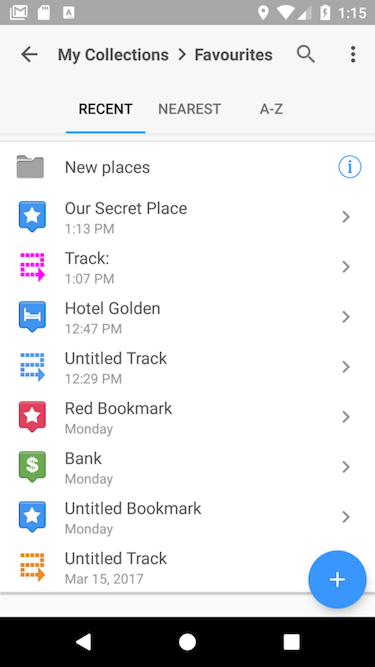 1:15
My Collections > Favourites
RECENT NEAREST A-Z
New places
Our Secret Place
1:13 PM
Track:
1:07 PM
Hotel Golden
12:47 PM
Untitled Track
12:29 PM
Red Bookmark
Monday
Bank
Monday
Untitled Bookmark
Monday
Untitled Track
Mar 15, 2017